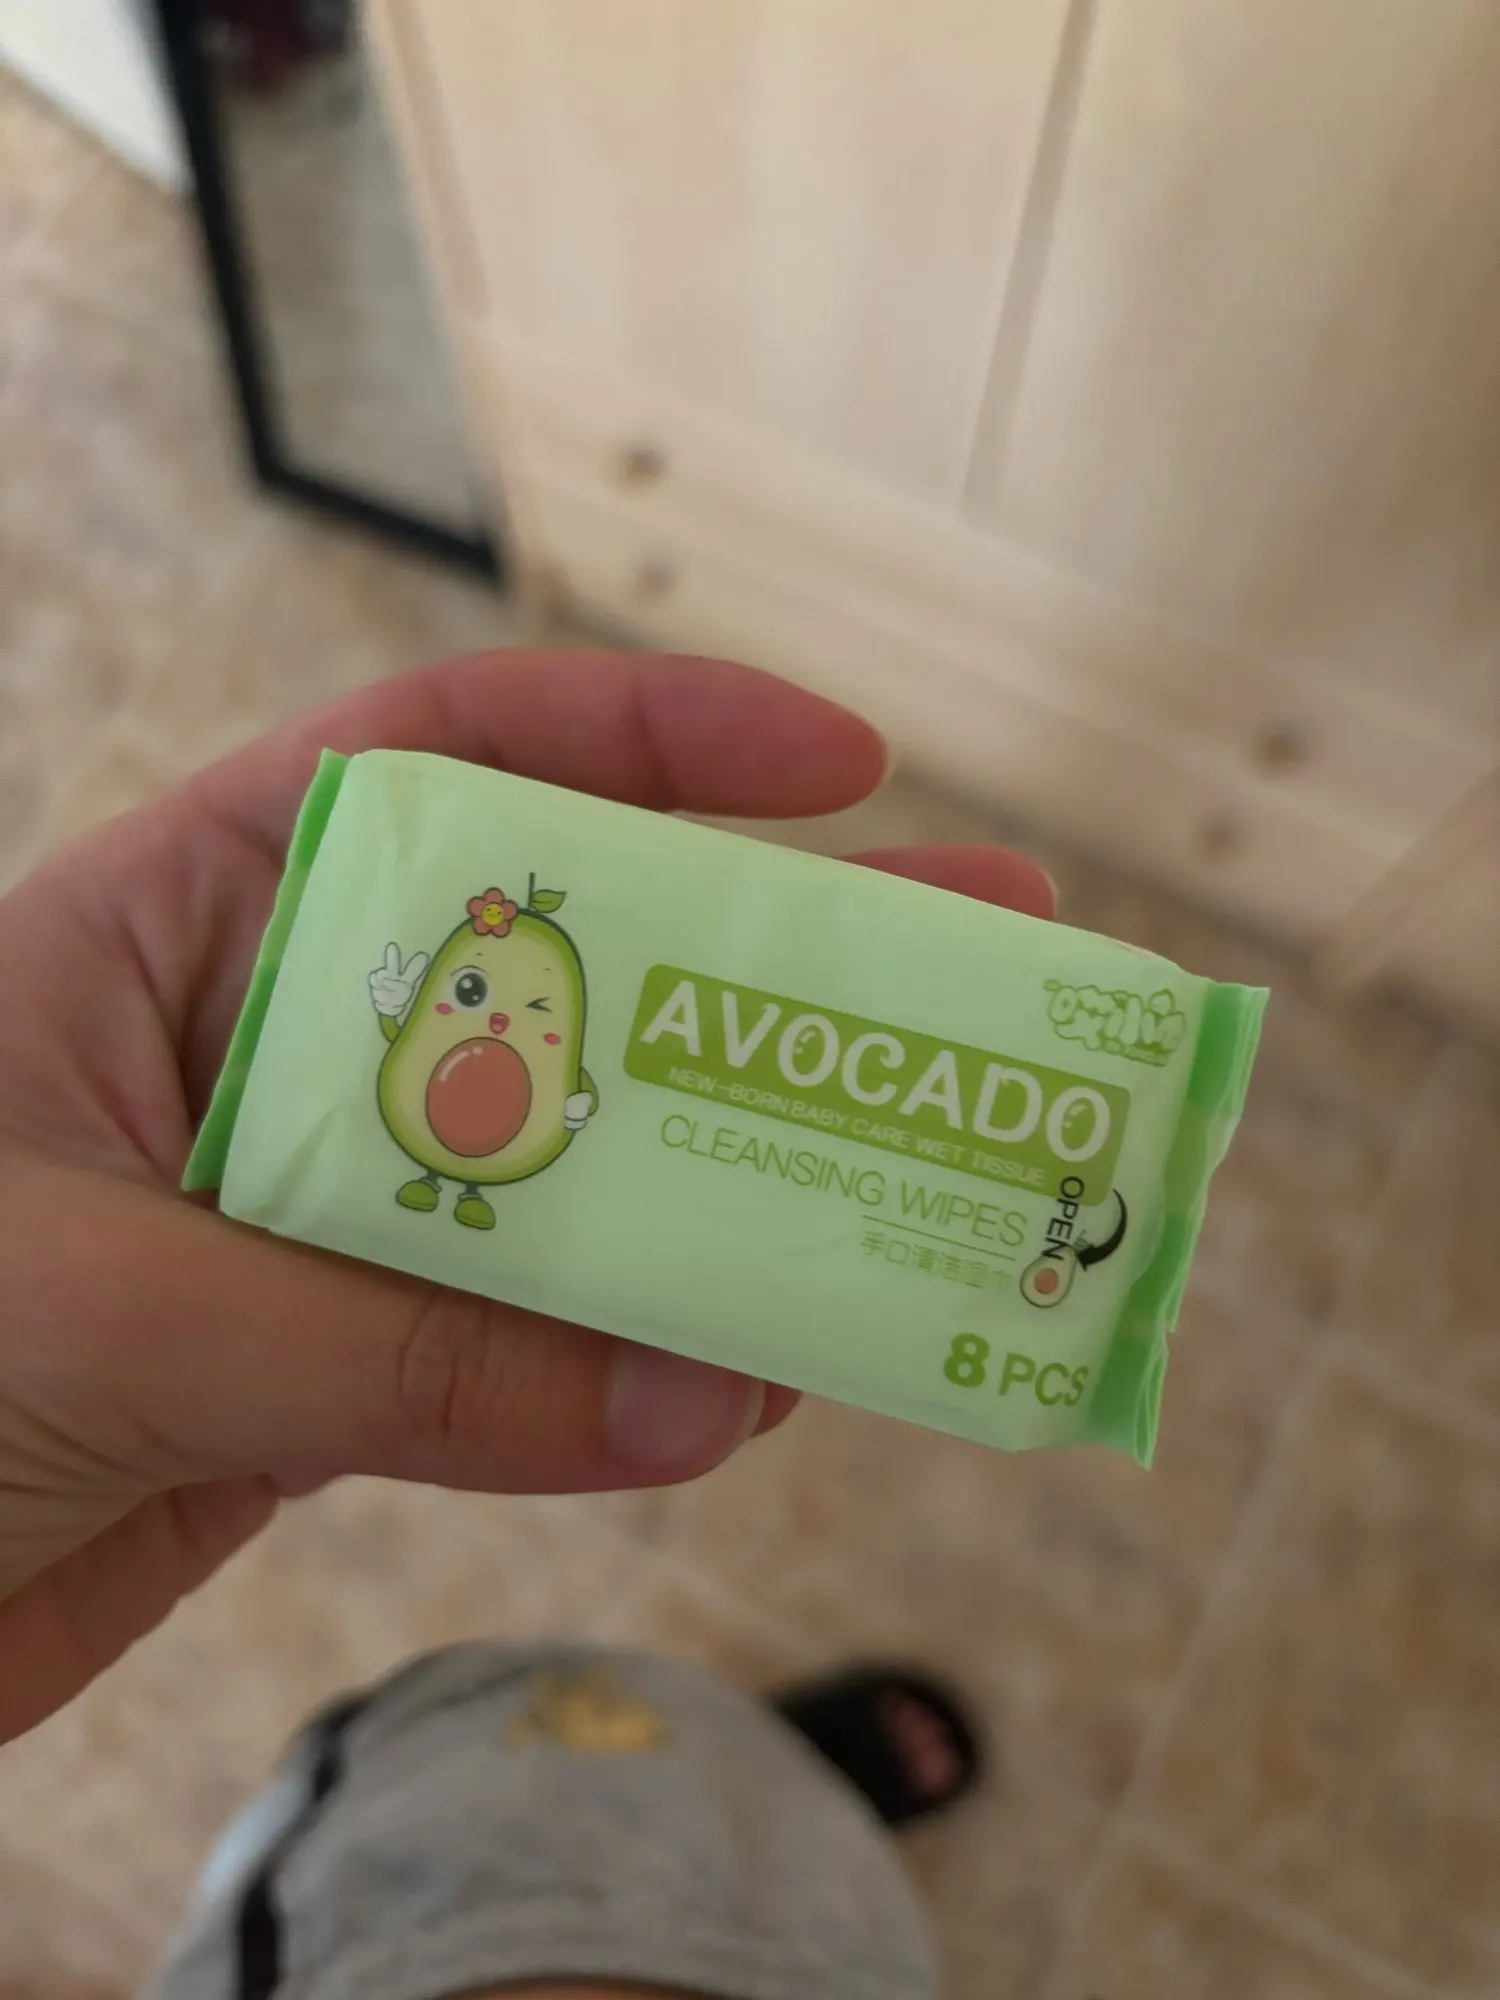 AVOCADO
NEW-BORN BABY CARE WET TISSUE
CLEANSING WIPES
手口清洁湿巾
OPEN
8 PCS